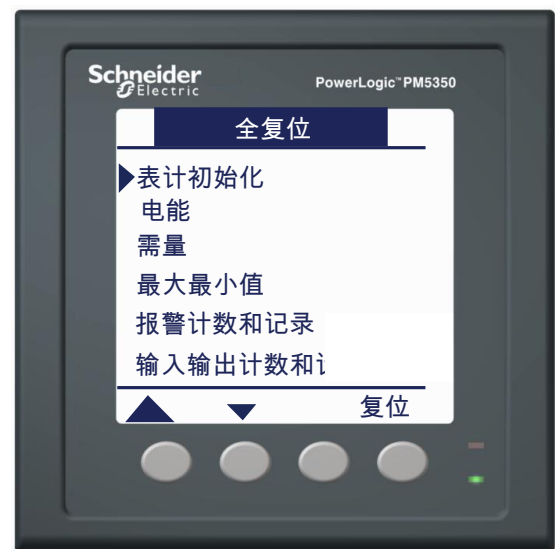 Schneider
Electric
PowerLogic™PM5350
全复位
表计初始化
电能
需量
最大最小值
报警计数和记录
输入输出计数和
复位